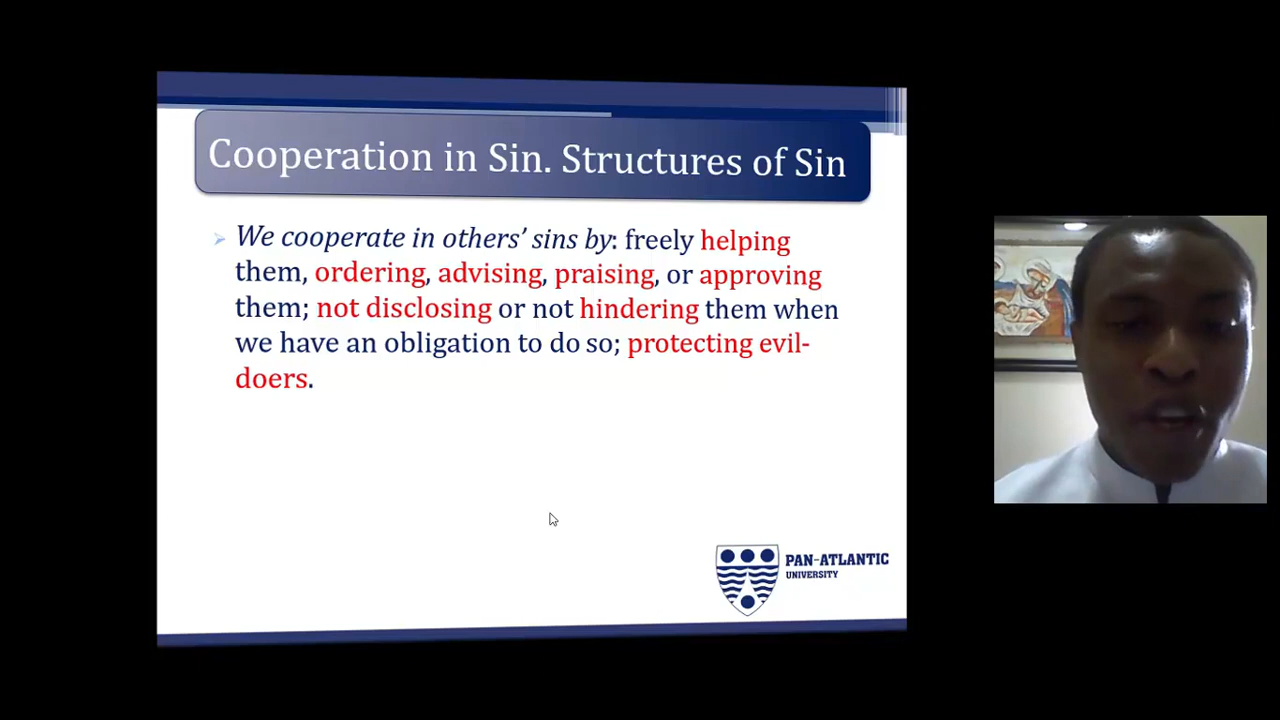 Cooperation in Sin. Structures of Sin
We cooperate in others’ sins by: freely helping
them, ordering, advising, praising, or approving
them; not disclosing or not hindering them when
we have an obligation to do so; protecting evil-
doers.
PAN-ATLANTIC
UNIVERSITY